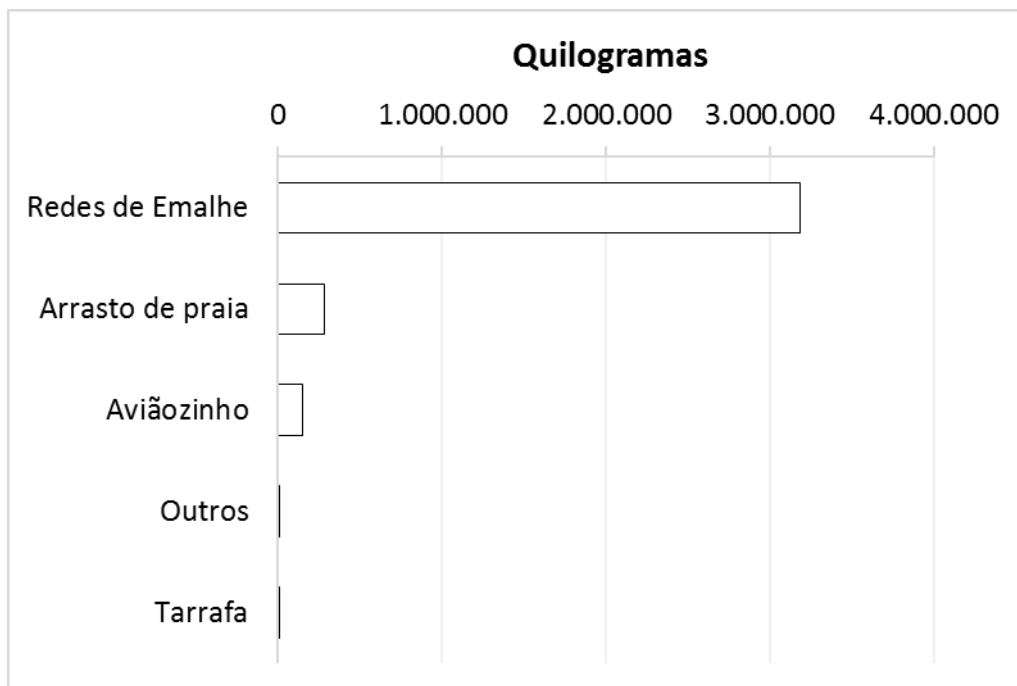 Quilogramas
0 1.000.000 2.000.000 3.000.000 4.000.000
Redes de Emalhe
Arrasto de praia
Aviãozinho
Outros
Tarrafa